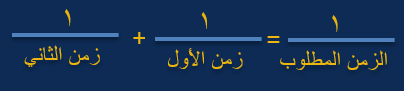 ١ / الزمن المطلوب = ١ / زمن الأول + ١ / زمن الثاني